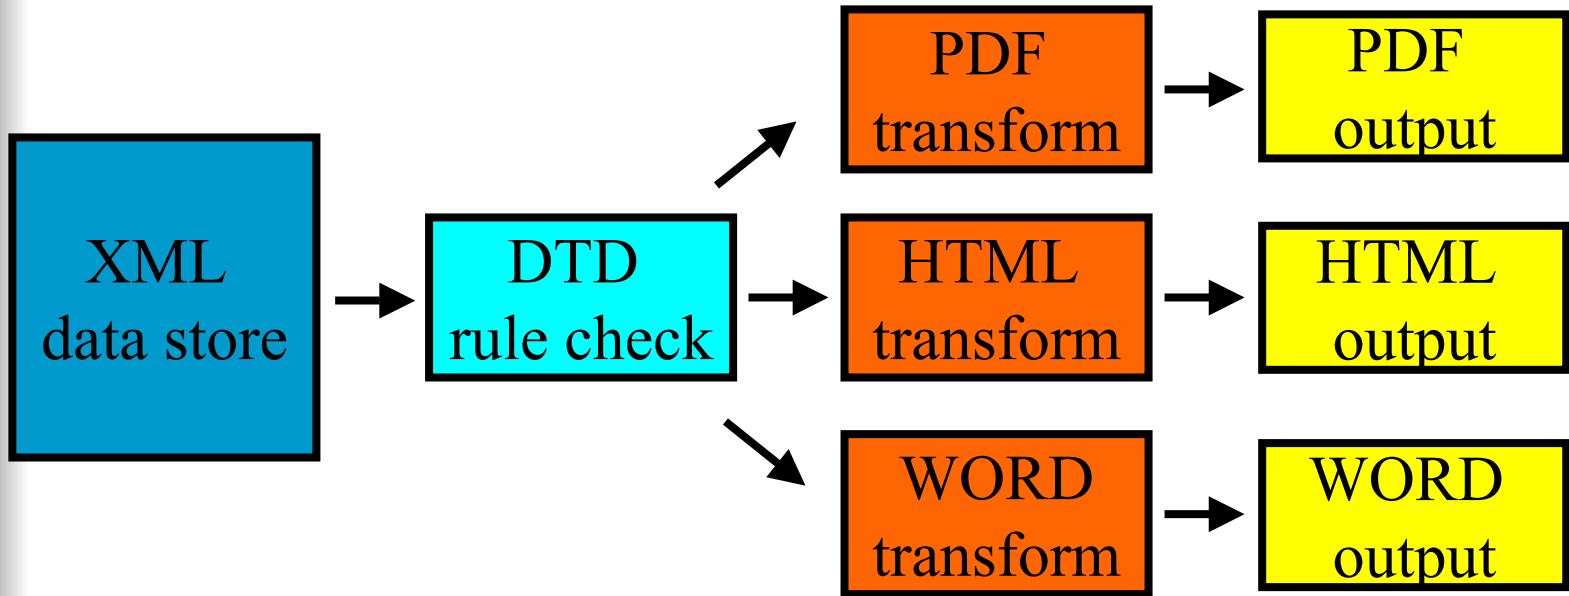 XML
data store
DTD
rule check
PDF
transform
PDF
output
HTML
transform
HTML
output
WORD
transform
WORD
output